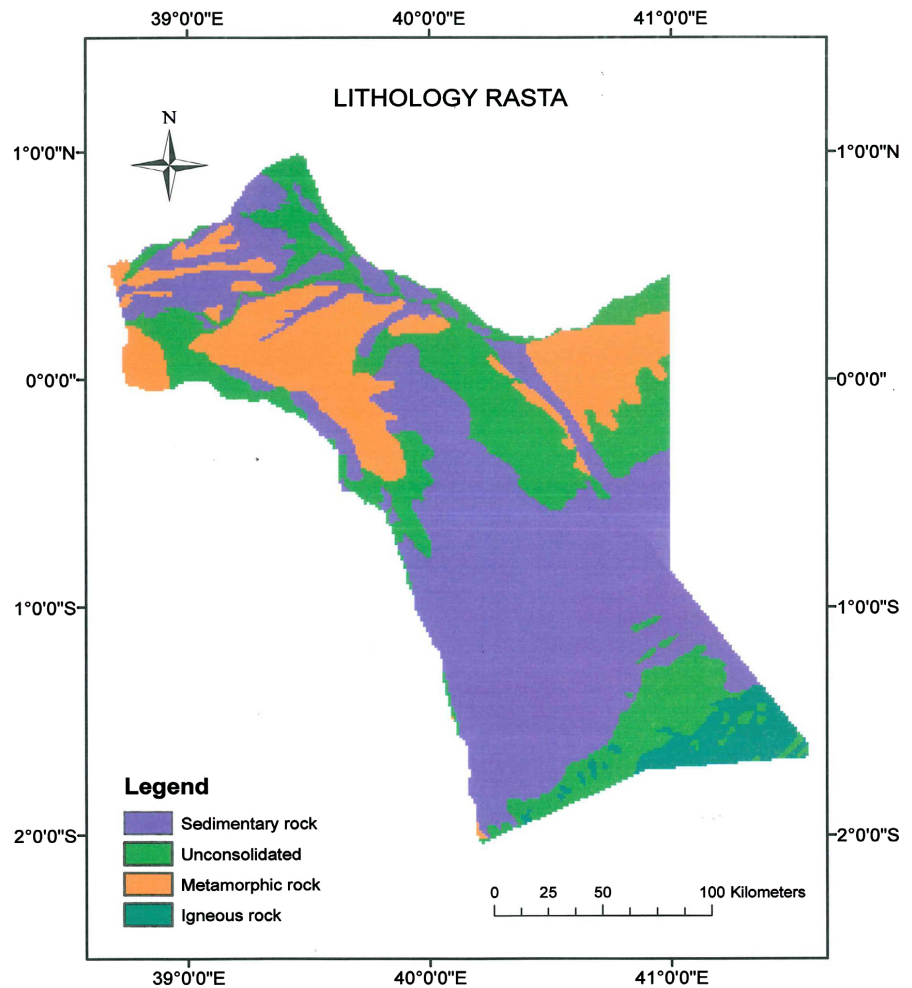 39°0'0"E 40°0'0"E 41°0'0"E
LITHOLOGY RASTA
N
1°0'0"N 1°0'0"N
0°0'0" 0°0'0"
1°0'0"S 1°0'0"S
Legend
Sedimentary rock
2°0'0"S 2°0'0"S
Unconsolidated
Metamorphic rock
Igneous rock
0 25 50 100 Kilometers
39°0'0"E 40°0'0"E 41°0'0"E